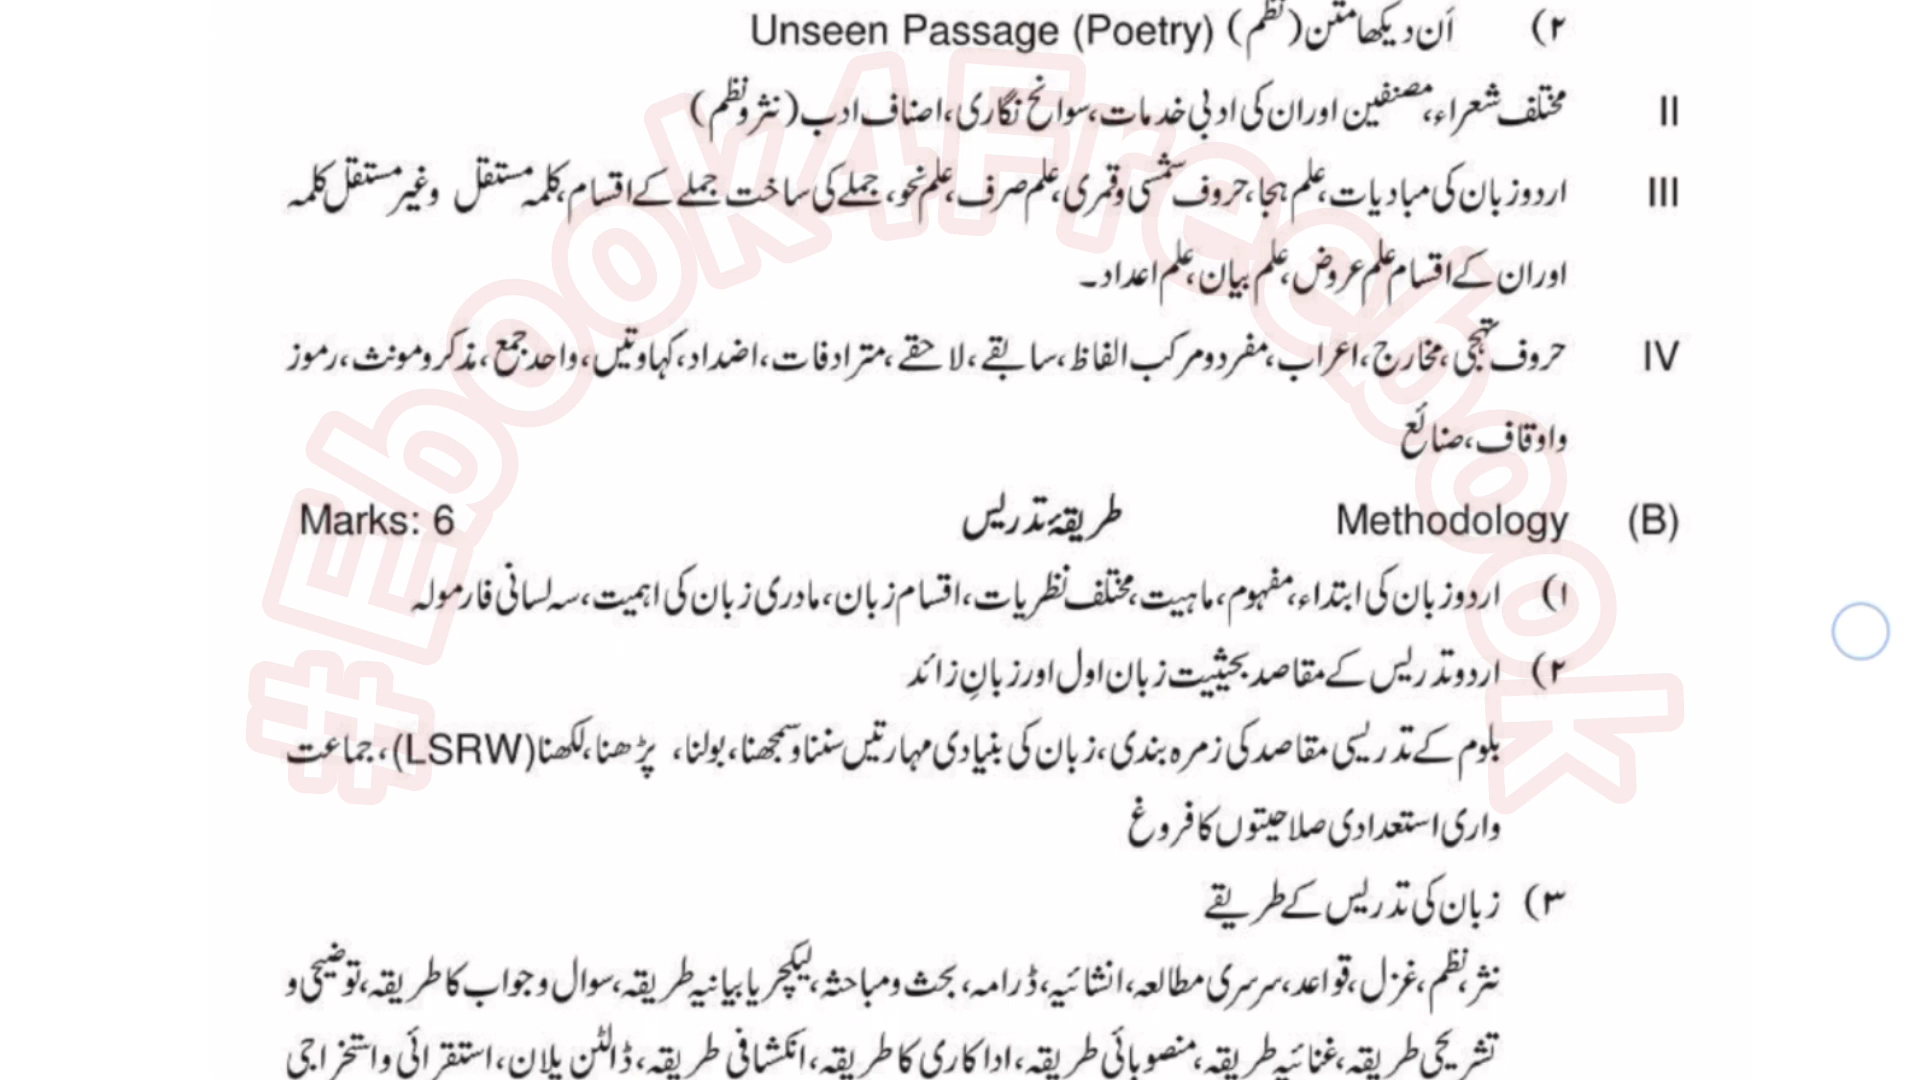 ۲) اَن دیکھا متن (نظم) Unseen Passage (Poetry)
II مختلف شعراء، مصنفین اور ان کی ادبی خدمات، سوانح نگاری، اصناف ادب (نثر و نظم)
III اردو زبان کی مبادیات، علم ہجا، حروف شمسی و قمری، علم صرف، علم نحو، جملے کی ساخت جملے کے اقسام، کلمہ مستقل وغیر مستقل کلمہ
اور ان کے اقسام علم عروض، علم بیان، علم اعداد۔
IV حروف تہجی، مخارج، اعراب، مفرد و مرکب الفاظ، سابقے، لاحقے، مترادفات، اضداد، کہاوتیں، واحد جمع، مذکر و مونث، رموز
واوقاف، صنائع
(B) Methodology طریقۂ تدریس Marks: 6
۱) اردو زبان کی ابتداء، مفہوم، ماہیت، مختلف نظریات، اقسام زبان، مادری زبان کی اہمیت، سہ لسانی فارمولہ
۲) اردو تدریس کے مقاصد بحیثیت زبان اول اور زبانِ زائد
بلوم کے تدریسی مقاصد کی زمرہ بندی، زبان کی بنیادی مہارتیں سننا و سمجھنا، بولنا، پڑھنا، لکھنا (LSRW)، جماعت
واری استعدادی صلاحیتوں کا فروغ
۳) زبان کی تدریس کے طریقے
نثر، نظم، غزل، قواعد، سرسری مطالعہ، انشائیہ، ڈرامہ، بحث و مباحثہ، لیکچر یا بیانیہ طریقہ، سوال و جواب کا طریقہ، توضیحی و
تشریحی طریقہ، غنائیہ طریقہ، منصوبائی طریقہ، اداکاری کا طریقہ، انکشافی طریقہ، ڈالٹن پلان، استقرائی و استخراجی
#Ebook4Freebook